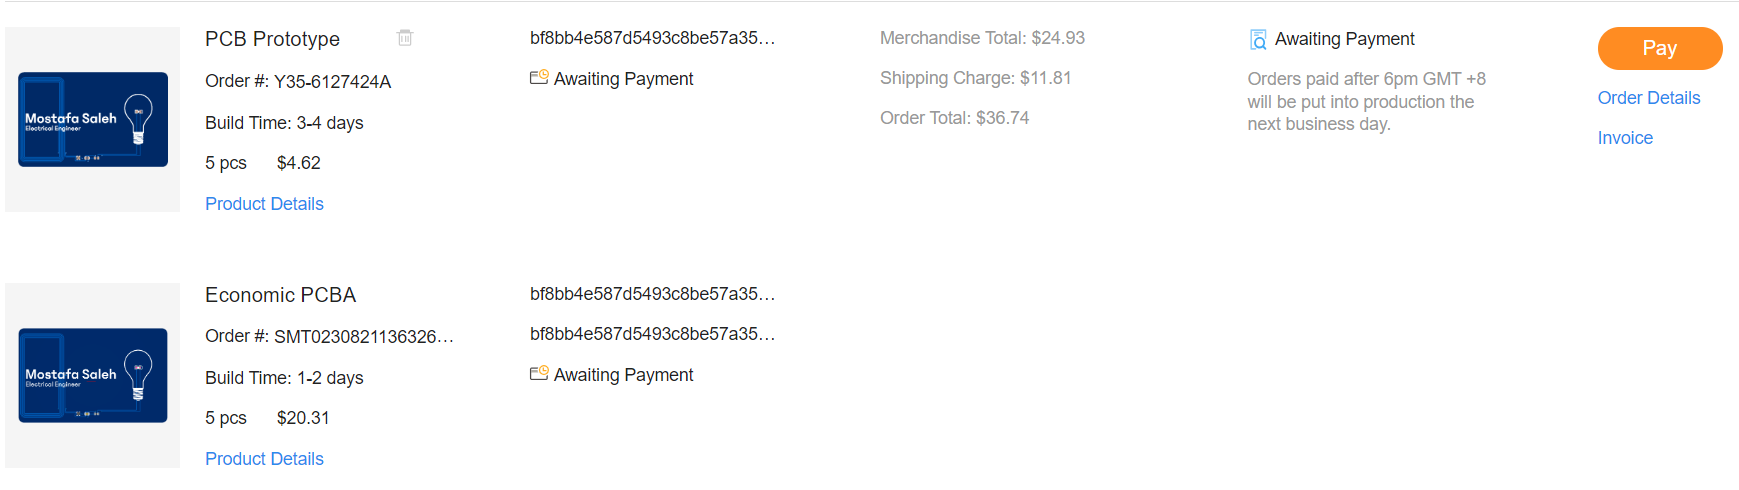 PCB Prototype
Order #: Y35-6127424A
Build Time: 3-4 days
5 pcs $4.62
Product Details
bf8bb4e587d5493c8be57a35...
Awaiting Payment
Merchandise Total: $24.93
Shipping Charge: $11.81
Order Total: $36.74
Awaiting Payment
Orders paid after 6pm GMT +8
will be put into production the
next business day.
Pay
Order Details
Invoice
Mostafa Saleh
Electrical Engineer
Economic PCBA
Order #: SMT0230821136326...
Build Time: 1-2 days
5 pcs $20.31
Product Details
bf8bb4e587d5493c8be57a35...
bf8bb4e587d5493c8be57a35...
Awaiting Payment
Mostafa Saleh
Electrical Engineer